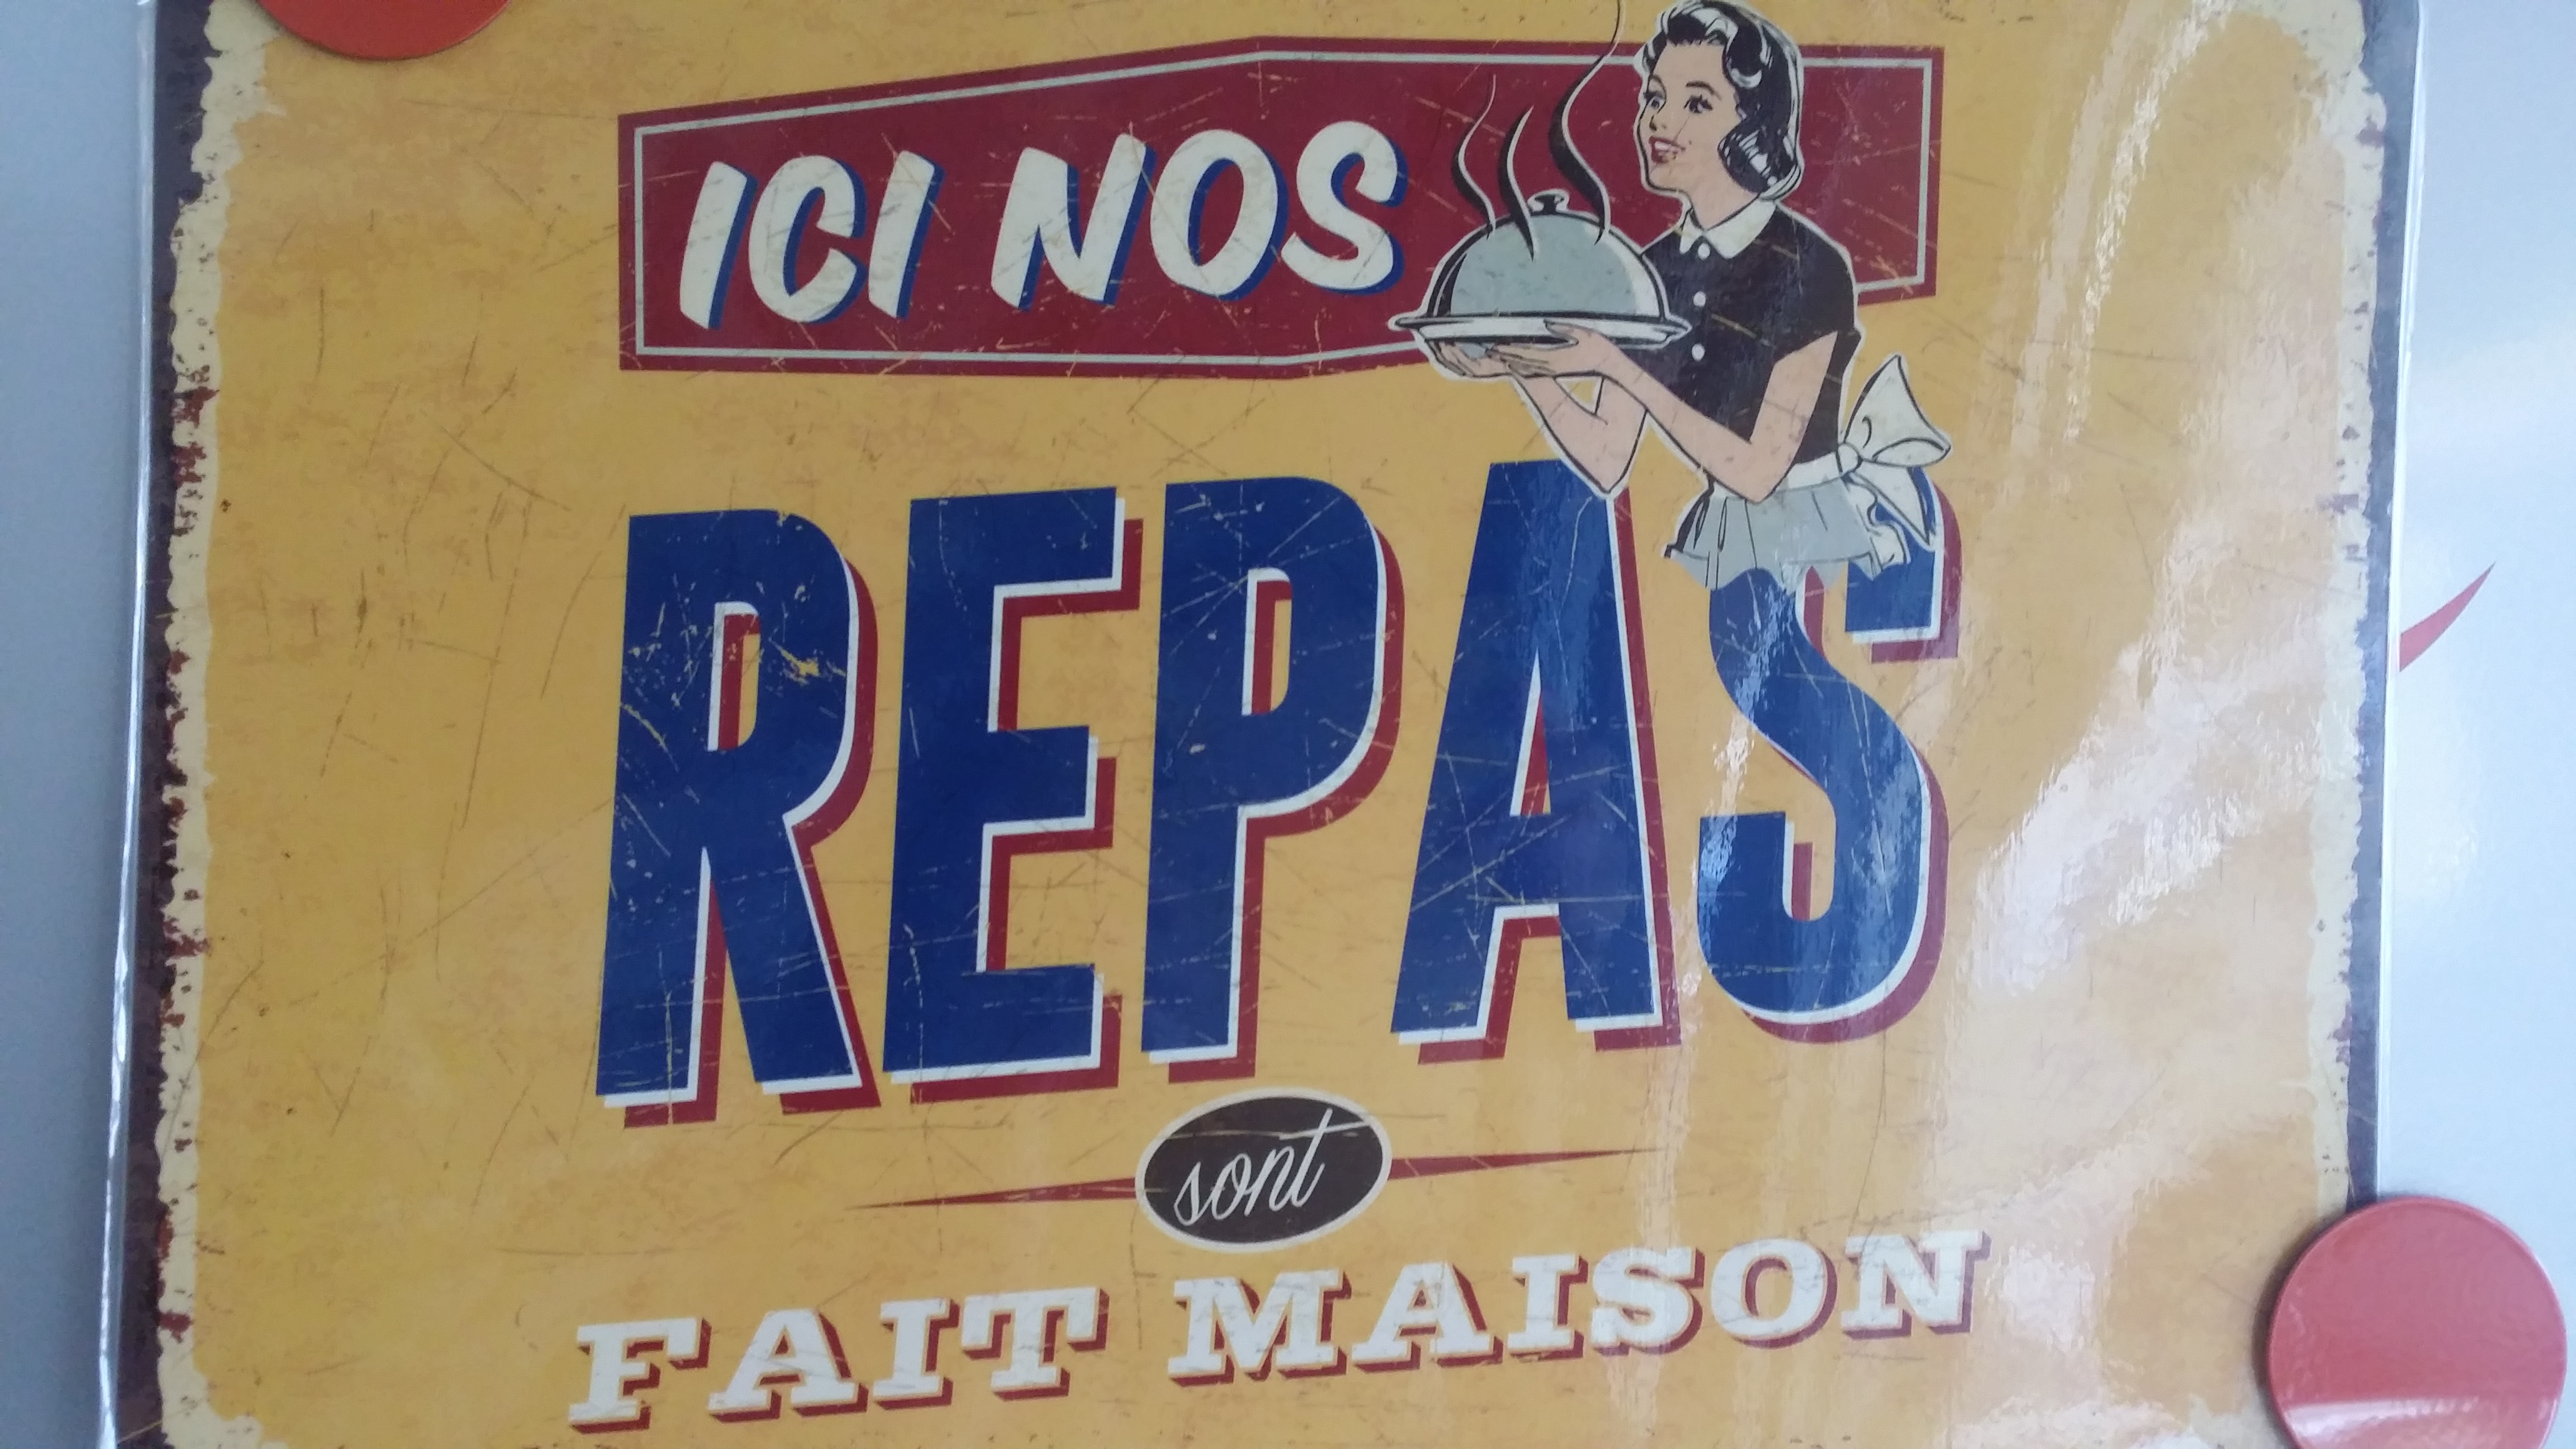 ICI NOS
REPAS
sont
FAIT MAISON